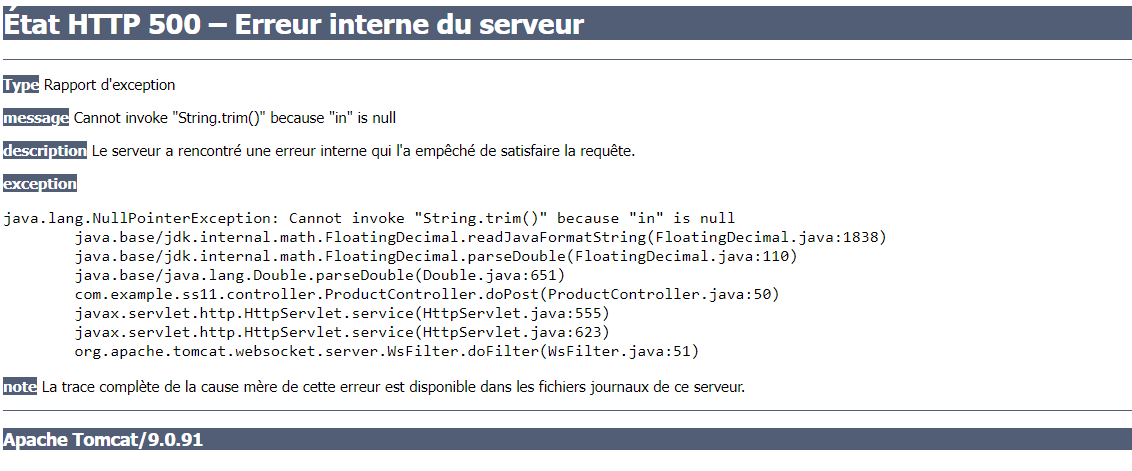 État HTTP 500 – Erreur interne du serveur
Type Rapport d'exception
message Cannot invoke "String.trim()" because "in" is null
description Le serveur a rencontré une erreur interne qui l'a empêché de satisfaire la requête.
exception
java.lang.NullPointerException: Cannot invoke "String.trim()" because "in" is null
	java.base/jdk.internal.math.FloatingDecimal.readJavaFormatString(FloatingDecimal.java:1838)
	java.base/jdk.internal.math.FloatingDecimal.parseDouble(FloatingDecimal.java:110)
	java.base/java.lang.Double.parseDouble(Double.java:651)
	com.example.ss11.controller.ProductController.doPost(ProductController.java:50)
	javax.servlet.http.HttpServlet.service(HttpServlet.java:555)
	javax.servlet.http.HttpServlet.service(HttpServlet.java:623)
	org.apache.tomcat.websocket.server.WsFilter.doFilter(WsFilter.java:51)
note La trace complète de la cause mère de cette erreur est disponible dans les fichiers journaux de ce serveur.
Apache Tomcat/9.0.91